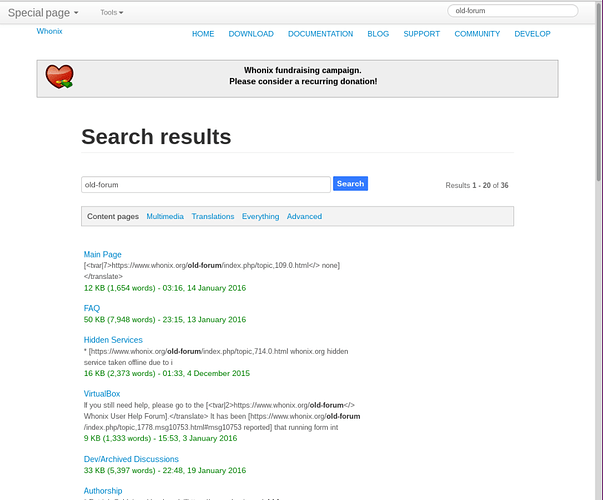 Special page Tools old-forum
Whonix HOME DOWNLOAD DOCUMENTATION BLOG SUPPORT COMMUNITY DEVELOP
Whonix fundraising campaign.
Please consider a recurring donation!
Search results
old-forum Search Results 1 - 20 of 36
Content pages Multimedia Translations Everything Advanced
Main Page
[<tvar|7>https://www.whonix.org/old-forum/index.php/topic,109.0.html</> none]
</translate>
12 KB (1,654 words) - 03:16, 14 January 2016
FAQ
50 KB (7,948 words) - 23:15, 13 January 2016
Hidden Services
* [https://www.whonix.org/old-forum/index.php/topic,714.0.html whonix.org hidden
service taken offline due to i
16 KB (2,373 words) - 01:33, 4 December 2015
VirtualBox
If you still need help, please go to the [<tvar|2>https://www.whonix.org/old-forum</>
Whonix User Help Forum].</translate> It has been [https://www.whonix.org/old-forum
/index.php/topic,1778.msg10753.html#msg10753 reported] that running form int
9 KB (1,333 words) - 15:53, 3 January 2016
Dev/Archived Discussions
33 KB (5,397 words) - 22:48, 19 January 2016
Authorship